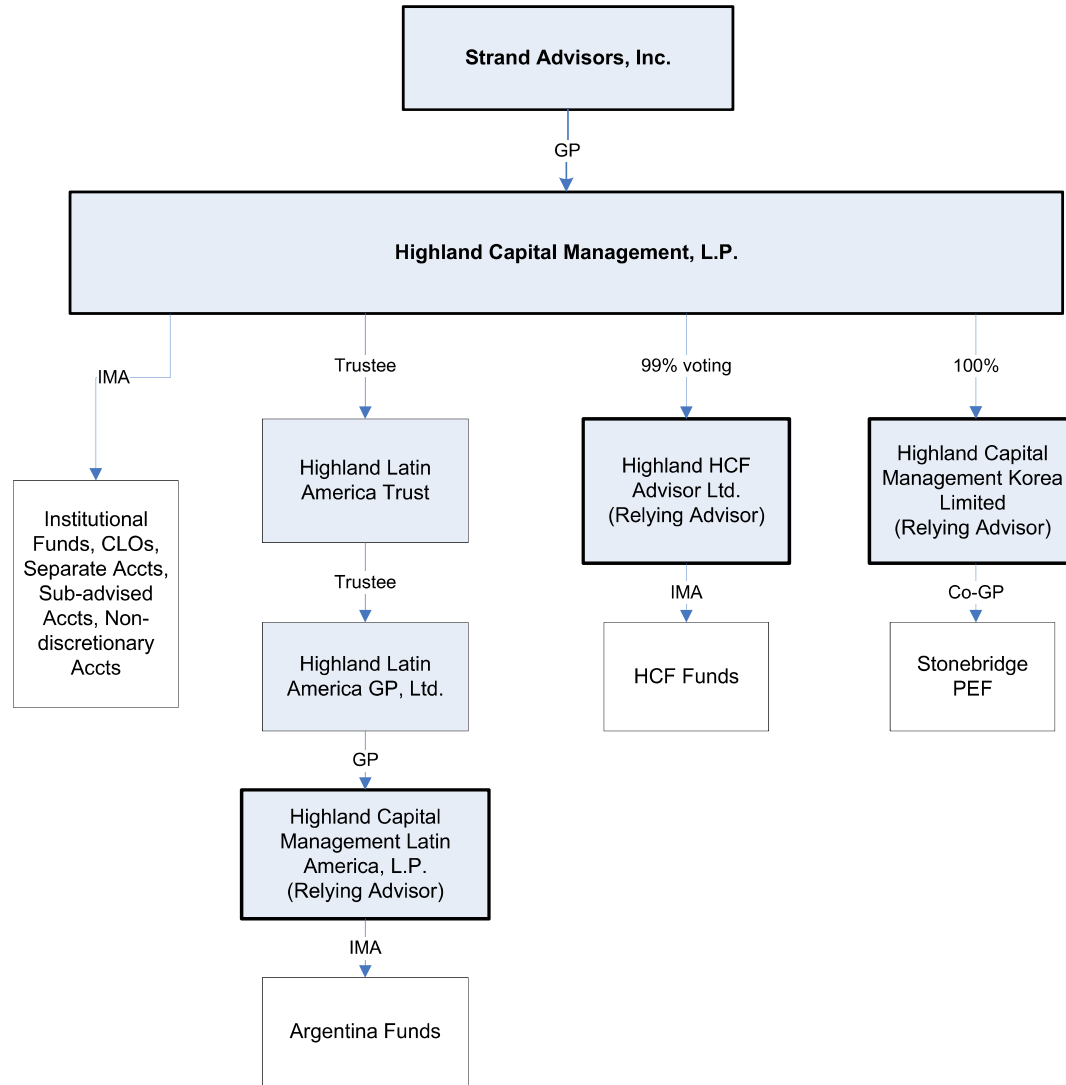 Strand Advisors, Inc.
GP
Highland Capital Management, L.P.
IMA
Trustee
99% voting
100%
Institutional
Funds, CLOs,
Separate Accts,
Sub-advised
Accts, Non-
discretionary
Accts
Highland Latin
America Trust
Highland HCF
Advisor Ltd.
(Relying Advisor)
Highland Capital
Management Korea
Limited
(Relying Advisor)
Trustee
IMA
Co-GP
Highland Latin
America GP, Ltd.
HCF Funds
Stonebridge
PEF
GP
Highland Capital
Management Latin
America, L.P.
(Relying Advisor)
IMA
Argentina Funds